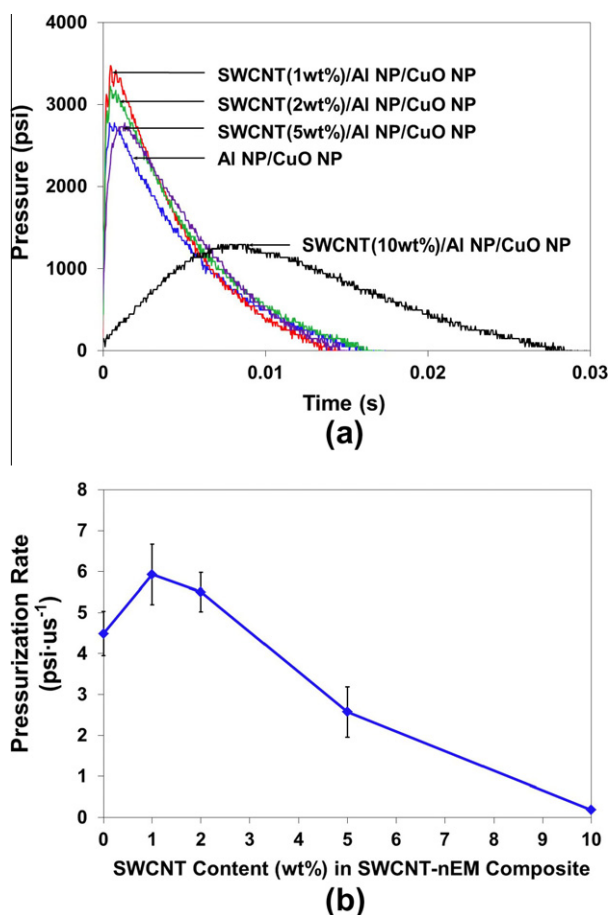 4000
3000
2000
1000
0
Pressure (psi)
SWCNT(1wt%)/Al NP/CuO NP
SWCNT(2wt%)/Al NP/CuO NP
SWCNT(5wt%)/Al NP/CuO NP
Al NP/CuO NP
SWCNT(10wt%)/Al NP/CuO NP
0 0.01 0.02 0.03
Time (s)
(a)
8
7
6
5
4
3
2
1
0
Pressurization Rate
(psi·us⁻¹)
0 1 2 3 4 5 6 7 8 9 10
SWCNT Content (wt%) in SWCNT-nEM Composite
(b)